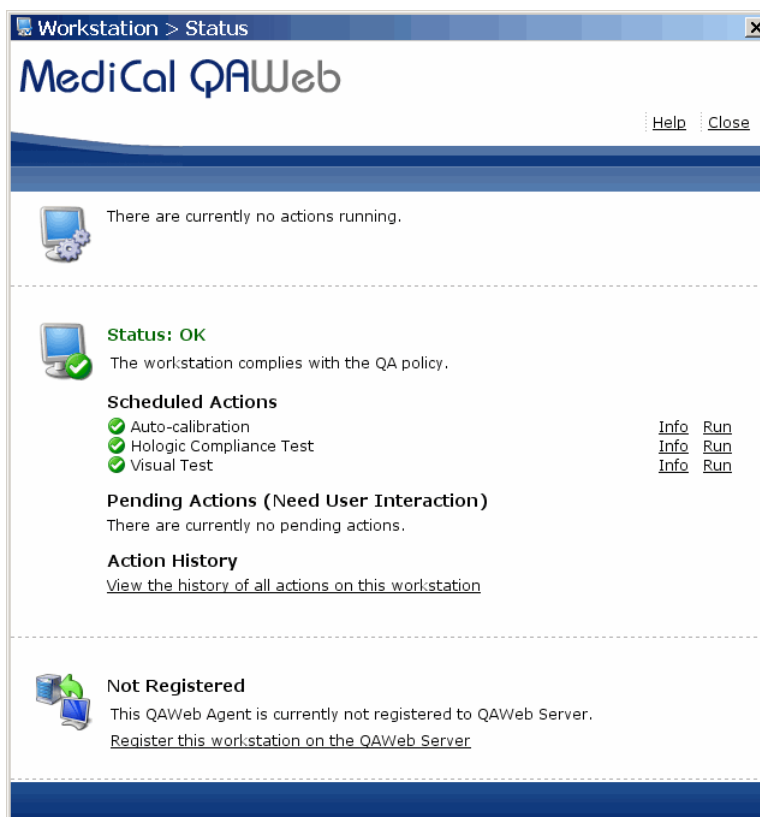 Workstation > Status
MediCal QAWeb
Help Close
There are currently no actions running.
Status: OK
The workstation complies with the QA policy.
Scheduled Actions
Auto-calibration Info Run
Hologic Compliance Test Info Run
Visual Test Info Run
Pending Actions (Need User Interaction)
There are currently no pending actions.
Action History
View the history of all actions on this workstation
Not Registered
This QAWeb Agent is currently not registered to QAWeb Server.
Register this workstation on the QAWeb Server